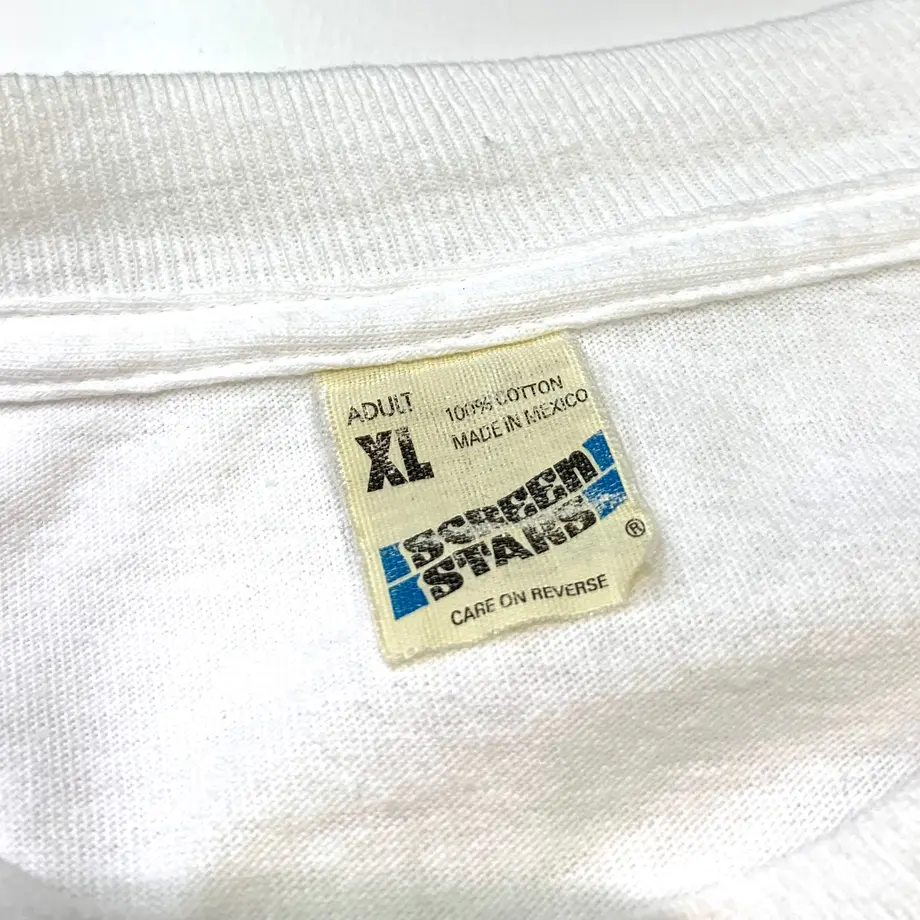 ADULT
XL
100% COTTON
MADE IN MEXICO
SCREEN
STARS ®
CARE ON REVERSE